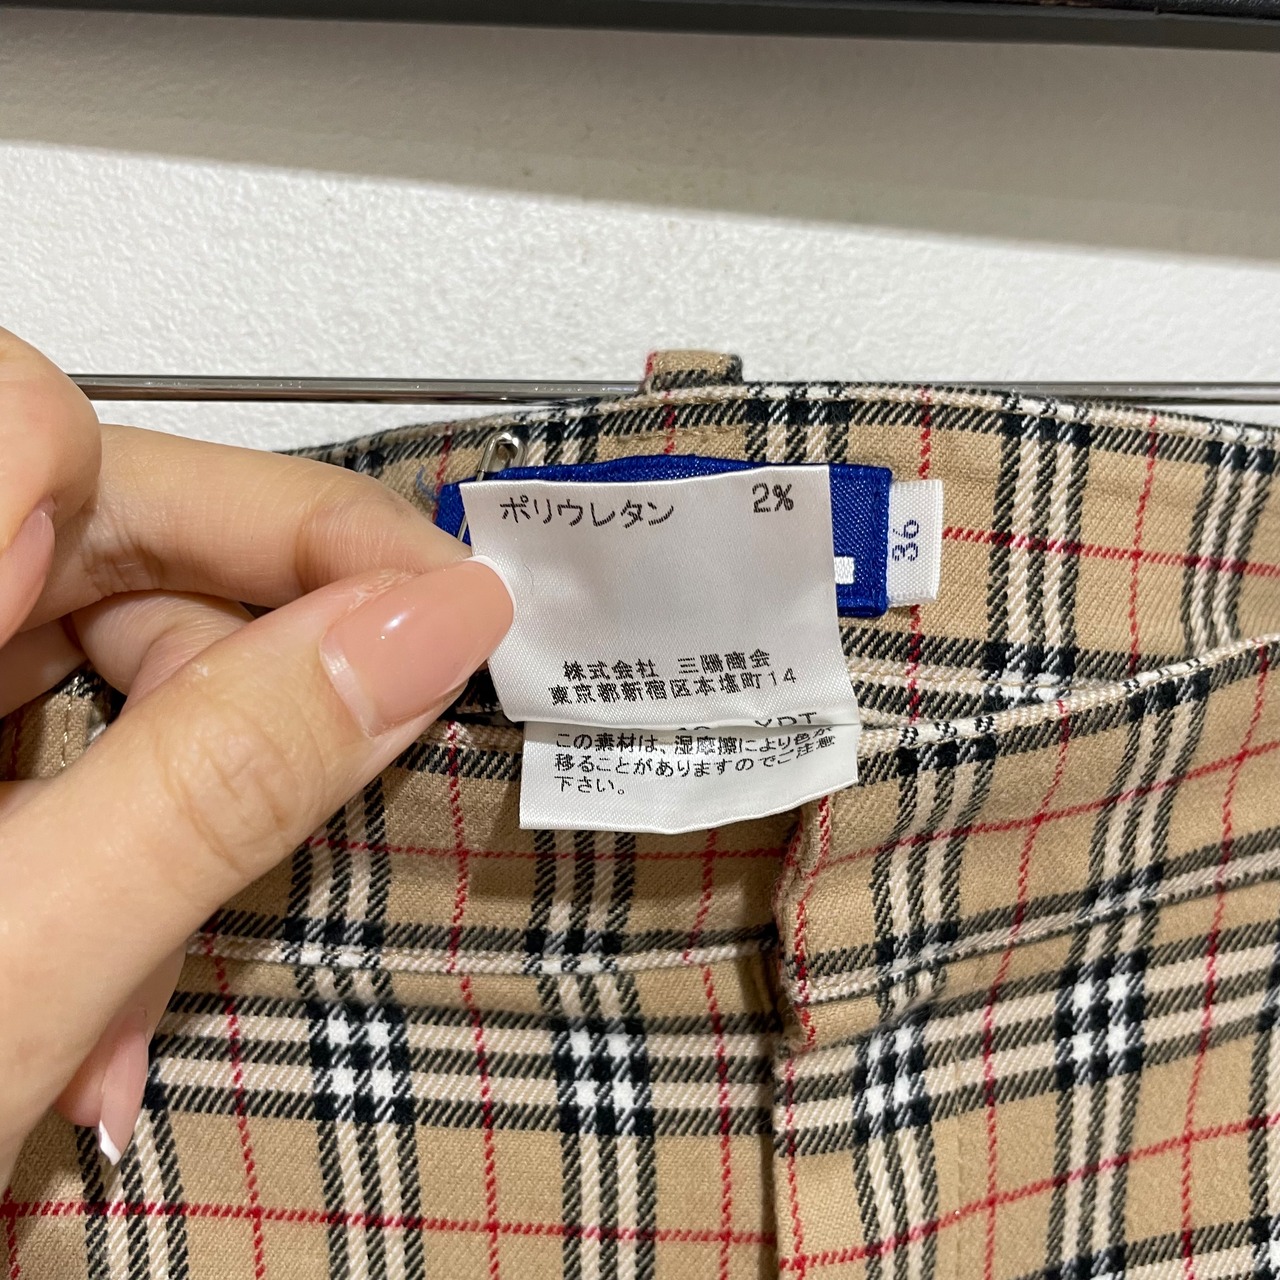 ポリウレタン 2%
36
株式会社 三陽商会
東京都新宿区本塩町14
この素材は、湿摩擦により色が
移ることがありますのでご注意
下さい。